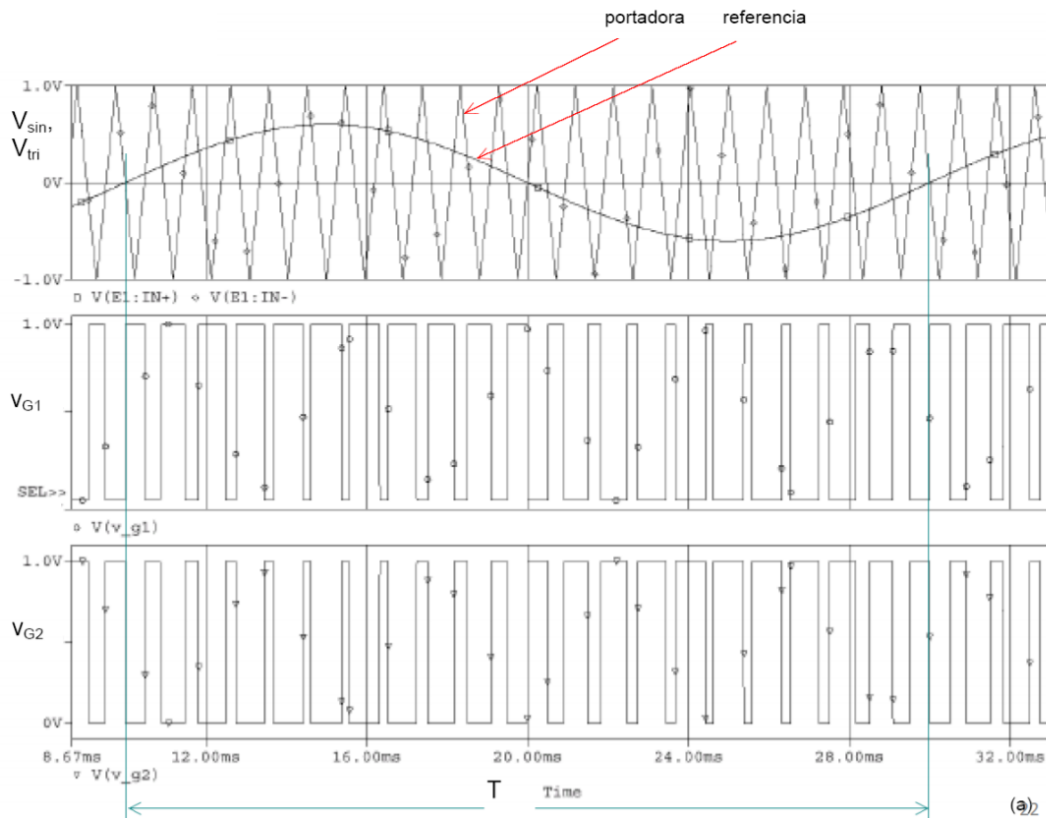 portadora referencia
1.0V
Vsin,
Vtri
0V
-1.0V
V(E1:IN+) V(E1:IN-)
1.0V
vG1
SEL>>
V(v_g1)
1.0V
vG2
0V
8.67ms 12.00ms 16.00ms 20.00ms 24.00ms 28.00ms 32.00ms
V(v_g2) T Time
(a) 22